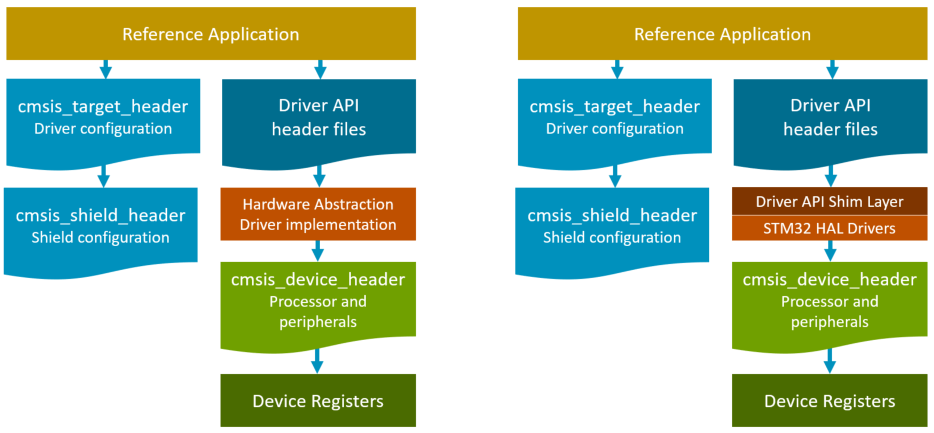 Reference Application
cmsis_target_header
Driver configuration
Driver API
header files
cmsis_shield_header
Shield configuration
Hardware Abstraction
Driver implementation
cmsis_device_header
Processor and
peripherals
Device Registers
Reference Application
cmsis_target_header
Driver configuration
Driver API
header files
cmsis_shield_header
Shield configuration
Driver API Shim Layer
STM32 HAL Drivers
cmsis_device_header
Processor and
peripherals
Device Registers